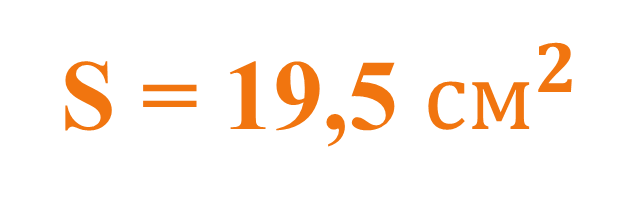 S = 19,5 см²